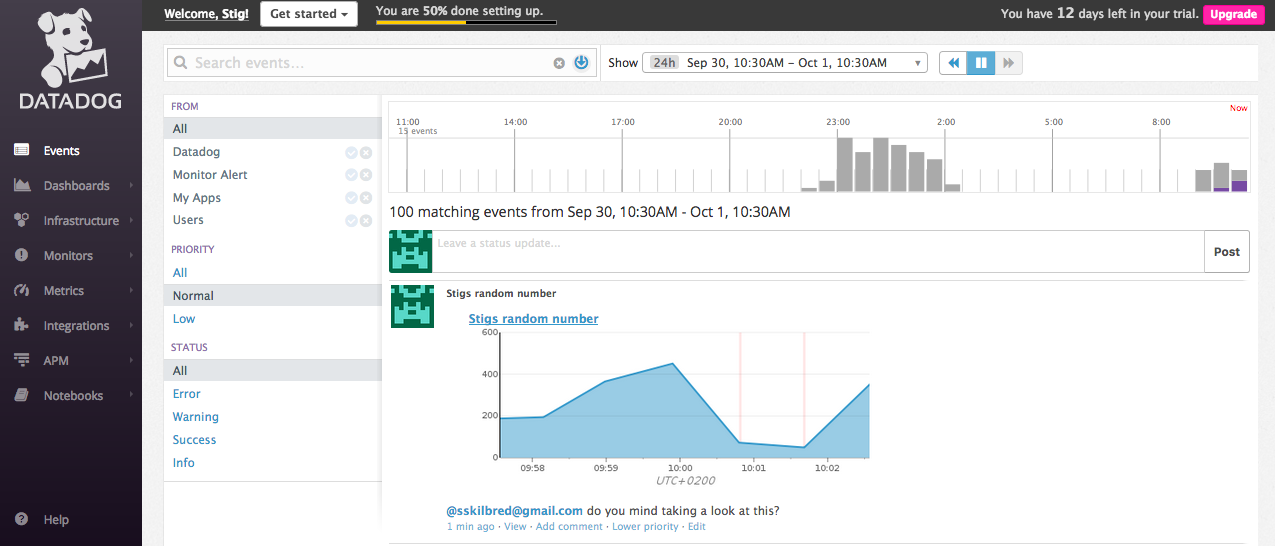 DATADOG
Welcome, Stig!
Get started
You are 50% done setting up.
You have 12 days left in your trial.
Upgrade
Search events...
Show
24h
Sep 30, 10:30AM – Oct 1, 10:30AM
Events
Dashboards
Infrastructure
Monitors
Metrics
Integrations
APM
Notebooks
Help
FROM
All
Datadog
Monitor Alert
My Apps
Users
PRIORITY
All
Normal
Low
STATUS
All
Error
Warning
Success
Info
Now
11:00 14:00 17:00 20:00 23:00 2:00 5:00 8:00
15 events
100 matching events from Sep 30, 10:30AM - Oct 1, 10:30AM
Leave a status update...
Post
Stigs random number
Stigs random number
600
400
200
0
09:58 09:59 10:00 10:01 10:02
UTC+0200
@sskilbred@gmail.com do you mind taking a look at this?
1 min ago · View · Add comment · Lower priority · Edit